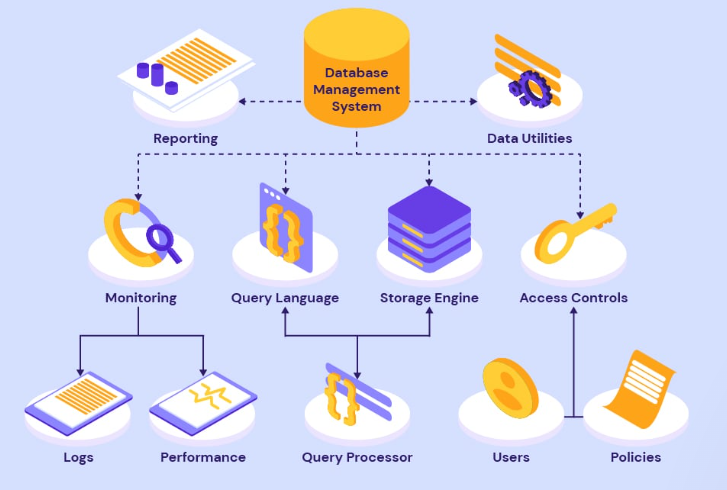 Database
Management
System
Reporting
Data Utilities
Monitoring
Query Language
Storage Engine
Access Controls
Logs
Performance
Query Processor
Users
Policies